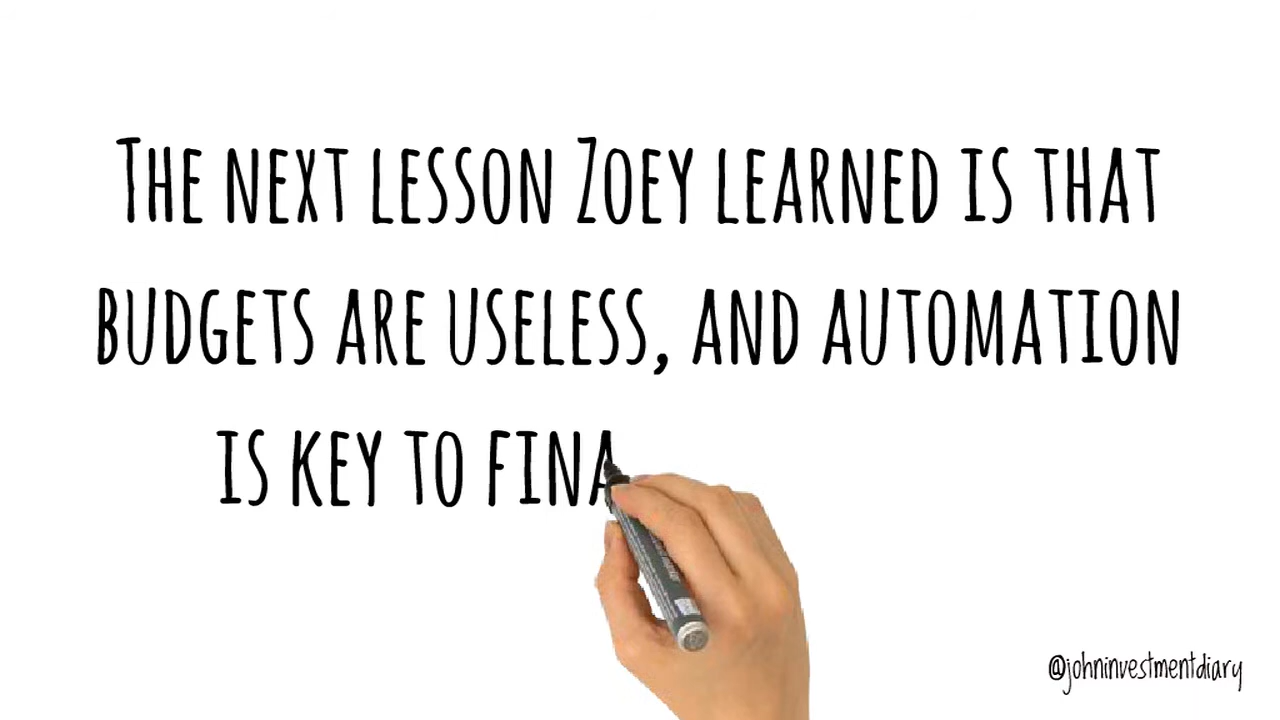 The next lesson Zoey learned is that
budgets are useless, and automation
is key to fina
@johninvestmentdiary